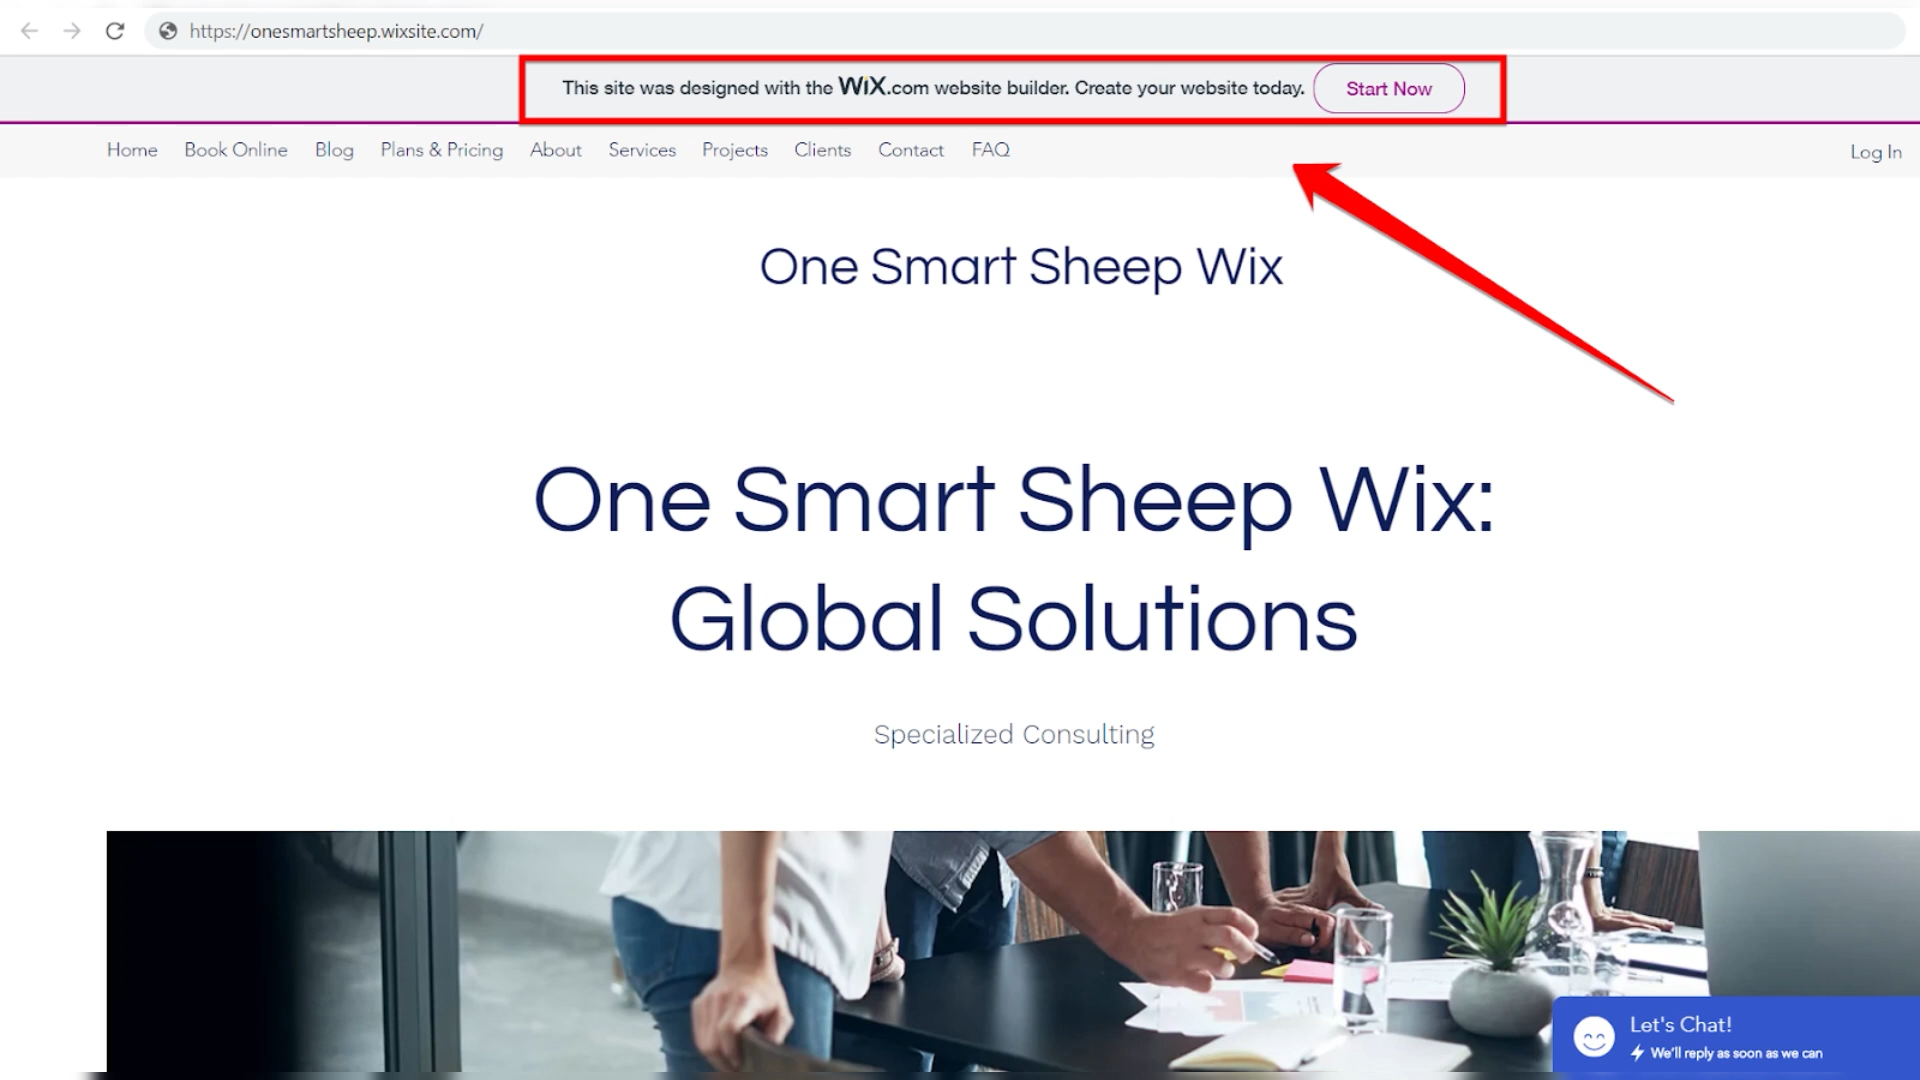 https://onesmartsheep.wixsite.com/
This site was designed with the WiX.com website builder. Create your website today. Start Now
Home Book Online Blog Plans & Pricing About Services Projects Clients Contact FAQ Log In
One Smart Sheep Wix
One Smart Sheep Wix:
Global Solutions
Specialized Consulting
Let's Chat!
We'll reply as soon as we can